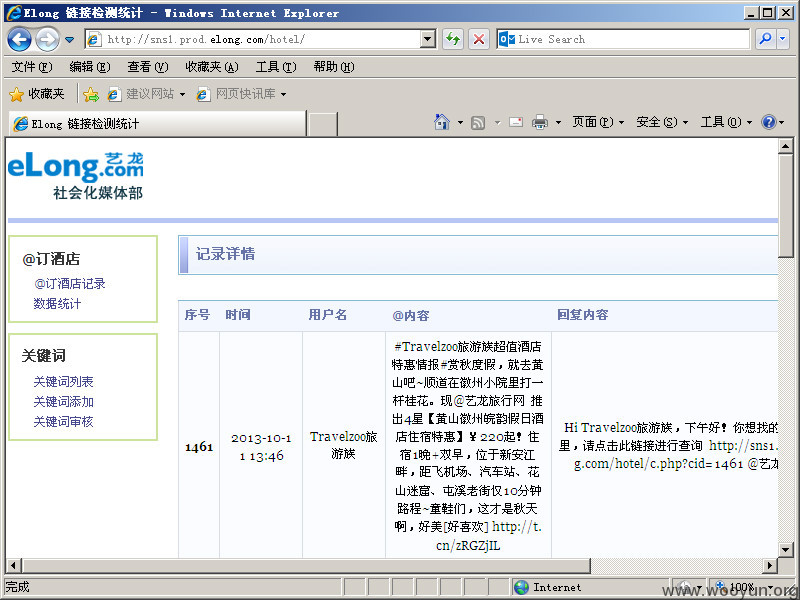 Elong 链接检测统计 - Windows Internet Explorer
http://sns1.prod.elong.com/hotel/
Live Search
文件(F) 编辑(E) 查看(V) 收藏夹(A) 工具(T) 帮助(H)
收藏夹 建议网站 网页快讯库
Elong 链接检测统计
页面(P) 安全(S) 工具(O)
eLong艺龙.com
社会化媒体部
@订酒店
@订酒店记录
数据统计
关键词
关键词列表
关键词添加
关键词审核
记录详情
序号 时间 用户名 @内容 回复内容
1461
2013-10-1
1 13:46
Travelzoo旅
游族
#Travelzoo旅游族超值酒店
特惠情报#赏秋度假，就去黄
山吧~顺道在徽州小院里打一
杆桂花。现@艺龙旅行网 推
出4星【黄山徽州皖韵假日酒
店住宿特惠】￥220起！住
宿1晚+双早，位于新安江
畔，距飞机场、汽车站、花
山迷窟、屯溪老街仅10分钟
路程~童鞋们，这才是秋天
啊，好美[好喜欢] http://t.
cn/zRGZjIL
Hi Travelzoo旅游族，下午好！你想找的
里，请点击此链接进行查询 http://sns1.
g.com/hotel/c.php?cid=1461 @艺龙
完成
Internet
100%
www.wooyun.org